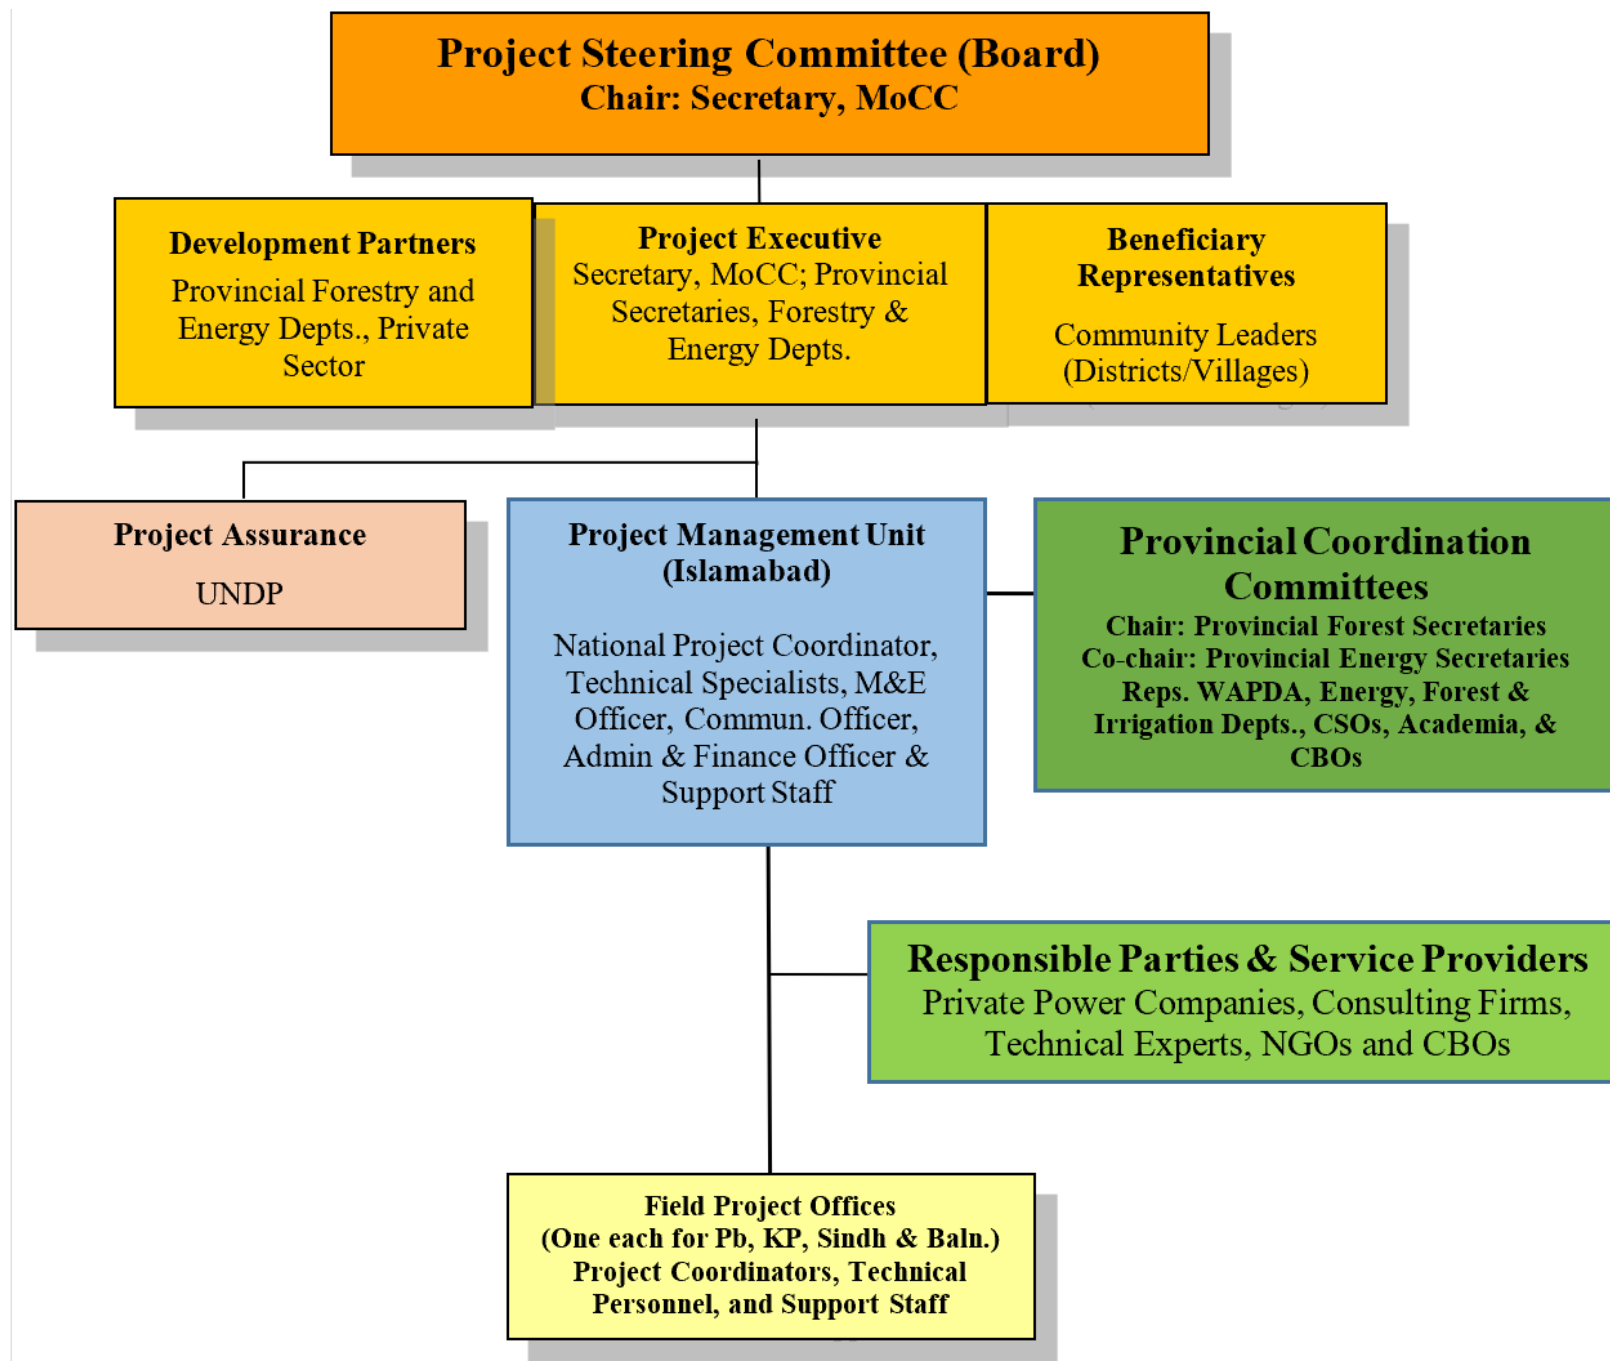 Project Steering Committee (Board)
Chair: Secretary, MoCC
Development Partners
Provincial Forestry and
Energy Depts., Private
Sector
Project Executive
Secretary, MoCC; Provincial
Secretaries, Forestry &
Energy Depts.
Beneficiary
Representatives
Community Leaders
(Districts/Villages)
Project Assurance
UNDP
Project Management Unit
(Islamabad)
National Project Coordinator,
Technical Specialists, M&E
Officer, Commun. Officer,
Admin & Finance Officer &
Support Staff
Provincial Coordination
Committees
Chair: Provincial Forest Secretaries
Co-chair: Provincial Energy Secretaries
Reps. WAPDA, Energy, Forest &
Irrigation Depts., CSOs, Academia, &
CBOs
Responsible Parties & Service Providers
Private Power Companies, Consulting Firms,
Technical Experts, NGOs and CBOs
Field Project Offices
(One each for Pb, KP, Sindh & Baln.)
Project Coordinators, Technical
Personnel, and Support Staff